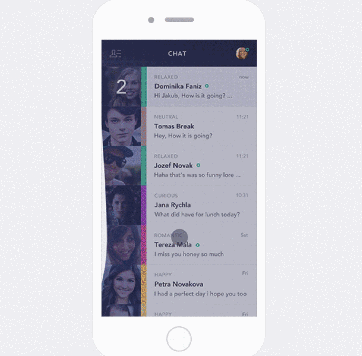 CHAT
2
RELAXED
Now
Dominika Faniz
Hi Jakub, How is it going? ...
NEUTRAL
11:21
Tomas Break
Hey, How it is going?
RELAXED
11:21
Jozef Novak
Haha that's was so funny lore ...
CURIOUS
10:51
Jana Rychla
What did have for lunch today?
ROMANTIC
Sun
Tereza Mala
I miss you honey so much
HAPPY
Fri
Petra Novakova
I had a perfect day I hope you too
HAPPY
Fri